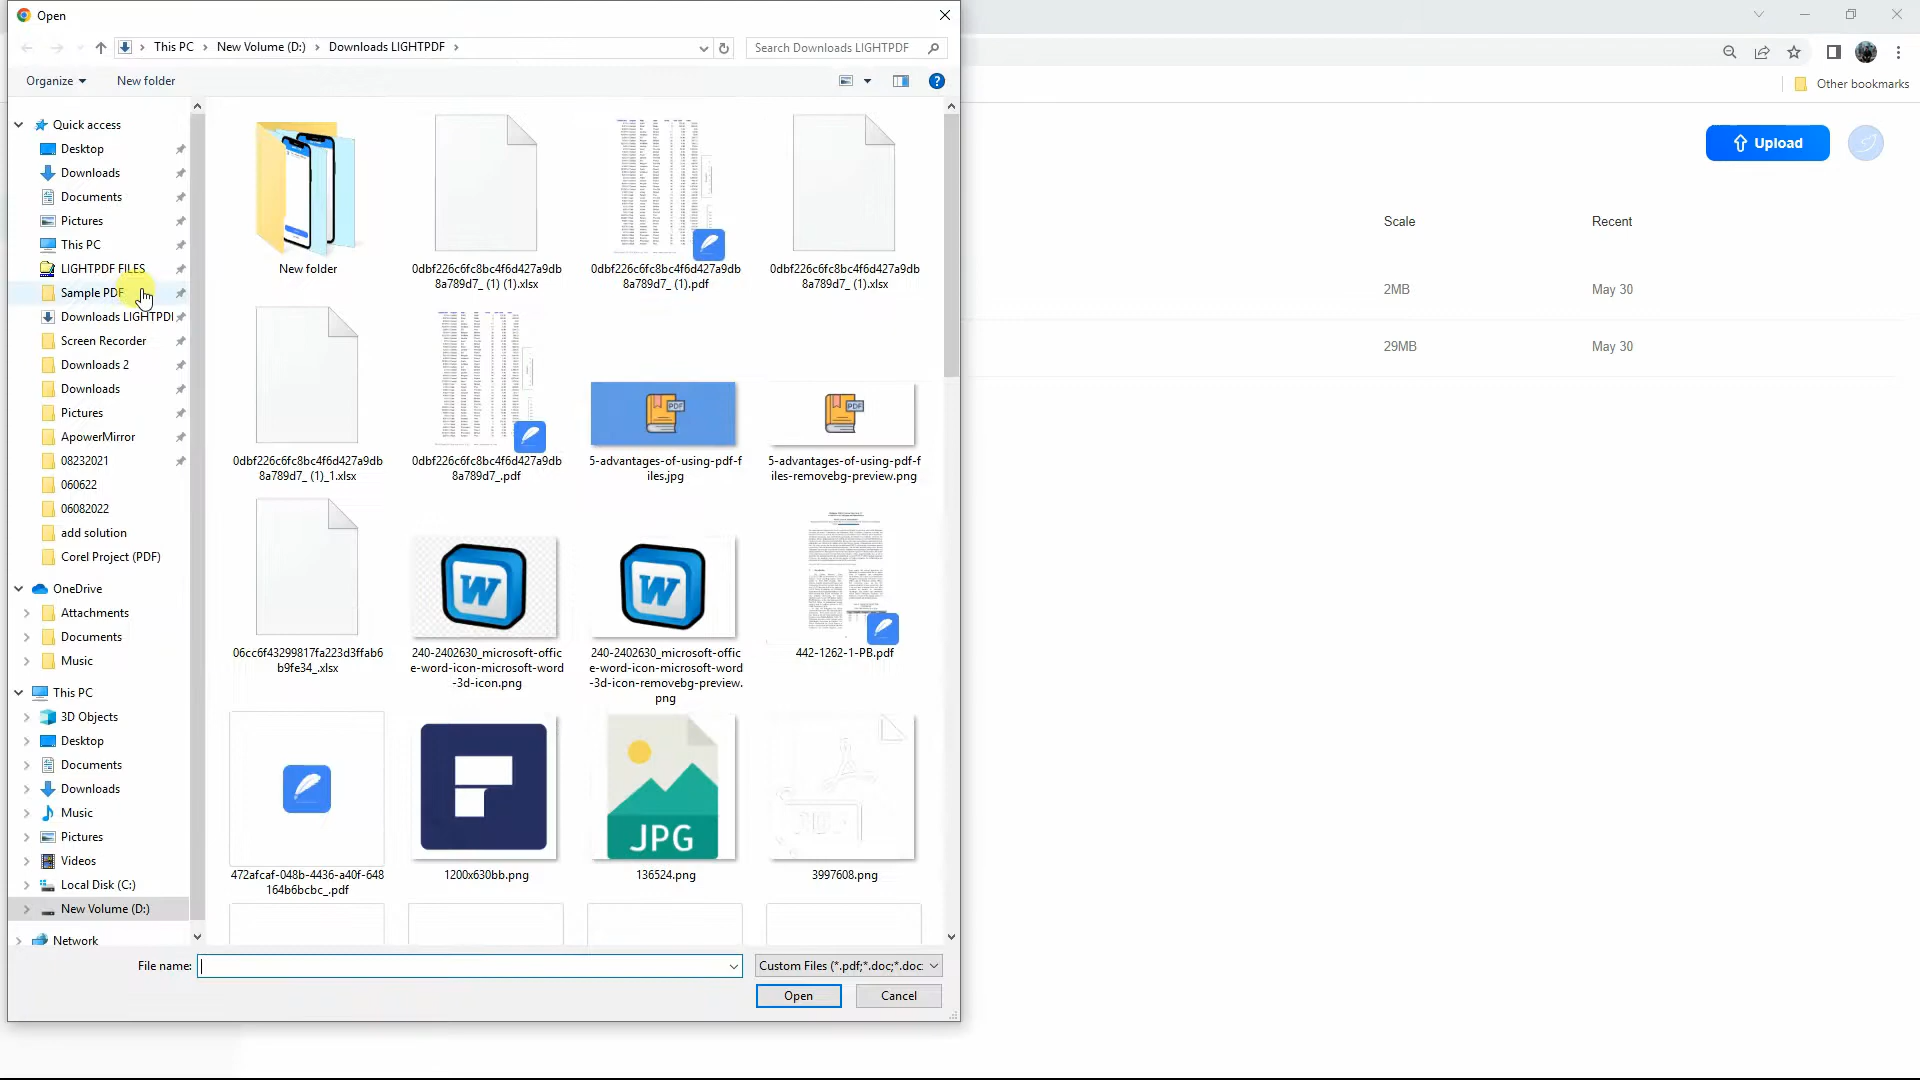 Open
This PC > New Volume (D:) > Downloads LIGHTPDF >
Search Downloads LIGHTPDF
Organize
New folder
Other bookmarks
Quick access
Desktop
Downloads
Documents
Pictures
This PC
LIGHTPDF FILES
Sample PDF
Downloads LIGHTPDI
Screen Recorder
Downloads 2
Downloads
Pictures
ApowerMirror
08232021
060622
06082022
add solution
Corel Project (PDF)
OneDrive
Attachments
Documents
Music
This PC
3D Objects
Desktop
Documents
Downloads
Music
Pictures
Videos
Local Disk (C:)
New Volume (D:)
Network
New folder
0dbf226c6fc8bc4f6d427a9db
8a789d7_ (1) (1).xlsx
0dbf226c6fc8bc4f6d427a9db
8a789d7_ (1).pdf
0dbf226c6fc8bc4f6d427a9db
8a789d7_ (1).xlsx
0dbf226c6fc8bc4f6d427a9db
8a789d7_ (1)_1.xlsx
0dbf226c6fc8bc4f6d427a9db
8a789d7_.pdf
PDF
5-advantages-of-using-pdf-f
iles.jpg
PDF
5-advantages-of-using-pdf-f
iles-removebg-preview.png
06cc6f43299817fa223d3ffab6
b9fe34_.xlsx
W
240-2402630_microsoft-offic
e-word-icon-microsoft-word
-3d-icon.png
W
240-2402630_microsoft-offic
e-word-icon-microsoft-word
-3d-icon-removebg-preview.
png
442-1262-1-PB.pdf
472afcaf-048b-4436-a40f-648
164b6bcbc_.pdf
1200x630bb.png
JPG
136524.png
PDF
3997608.png
File name:
Custom Files (*.pdf;*.doc;*.doc:
Open
Cancel
Upload
Scale
Recent
2MB
May 30
29MB
May 30